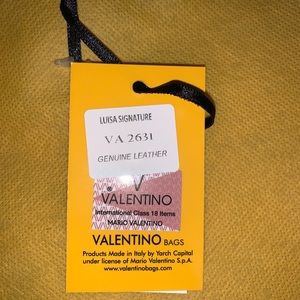 LUISA SIGNATURE
VA 2631
GENUINE LEATHER
V
VALENTINO
International Class 18 Items
MARIO VALENTINO
VALENTINO BAGS
Products Made in Italy by Yarch Capital
under license of Mario Valentino S.p.A.
www.valentinobags.com